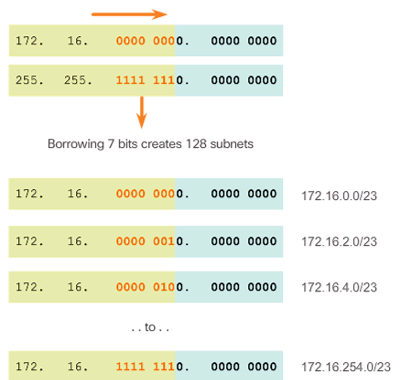 172. 16. 0000 0000. 0000 0000
255. 255. 1111 1110. 0000 0000
Borrowing 7 bits creates 128 subnets
172. 16. 0000 0000. 0000 0000 172.16.0.0/23
172. 16. 0000 0010. 0000 0000 172.16.2.0/23
172. 16. 0000 0100. 0000 0000 172.16.4.0/23
. . to . .
172. 16. 1111 1110. 0000 0000 172.16.254.0/23